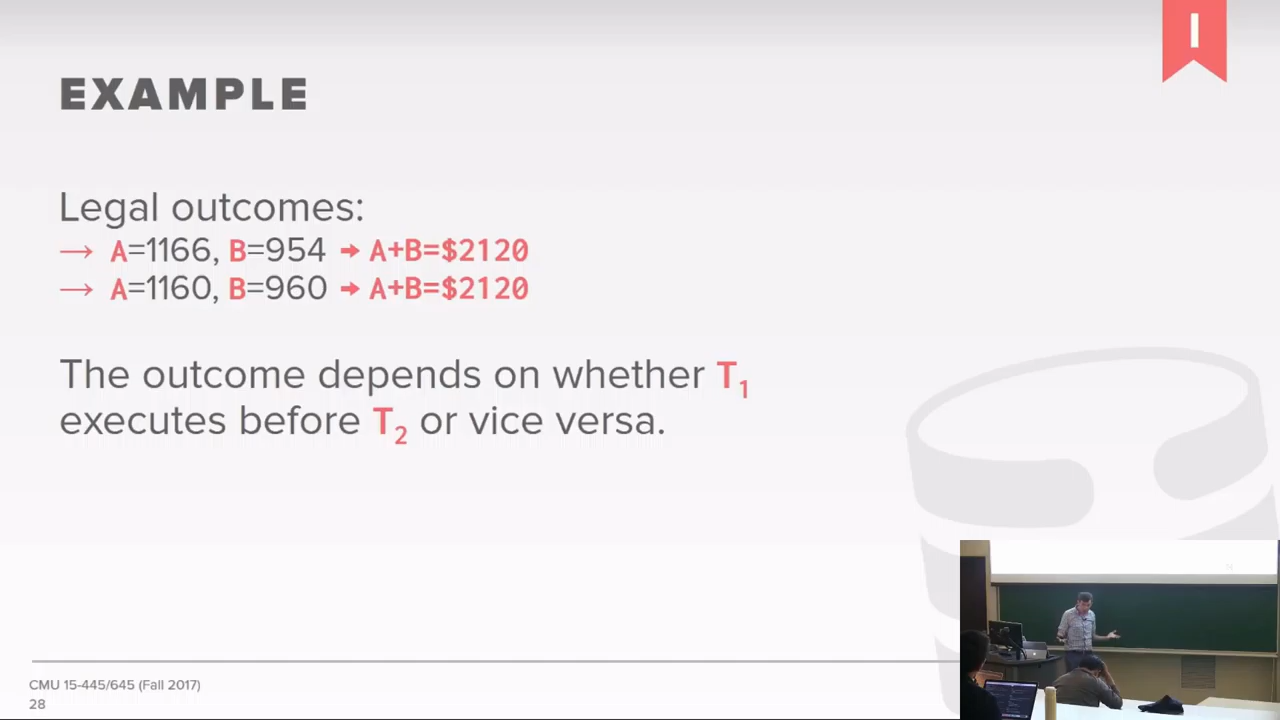 I
EXAMPLE
Legal outcomes:
→ A=1166, B=954 → A+B=$2120
→ A=1160, B=960 → A+B=$2120
The outcome depends on whether T₁
executes before T₂ or vice versa.
CMU 15-445/645 (Fall 2017)
28